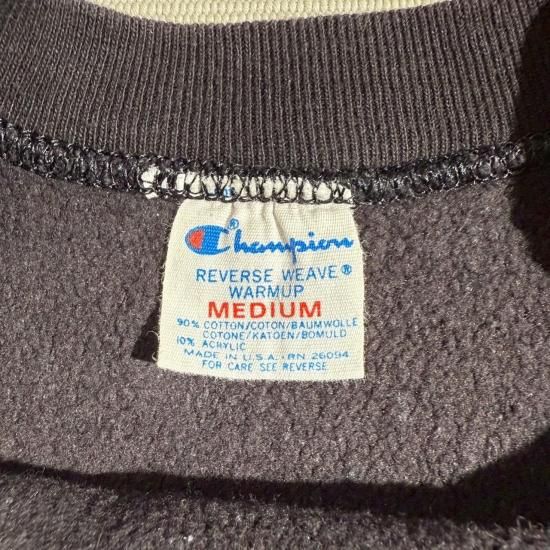 Champion
REVERSE WEAVE®
WARMUP
MEDIUM
90% COTTON/COTON/BAUMWOLLE
COTONE/KATOEN/BOMULD
10% ACRYLIC
MADE IN U.S.A. · RN 26094
FOR CARE SEE REVERSE